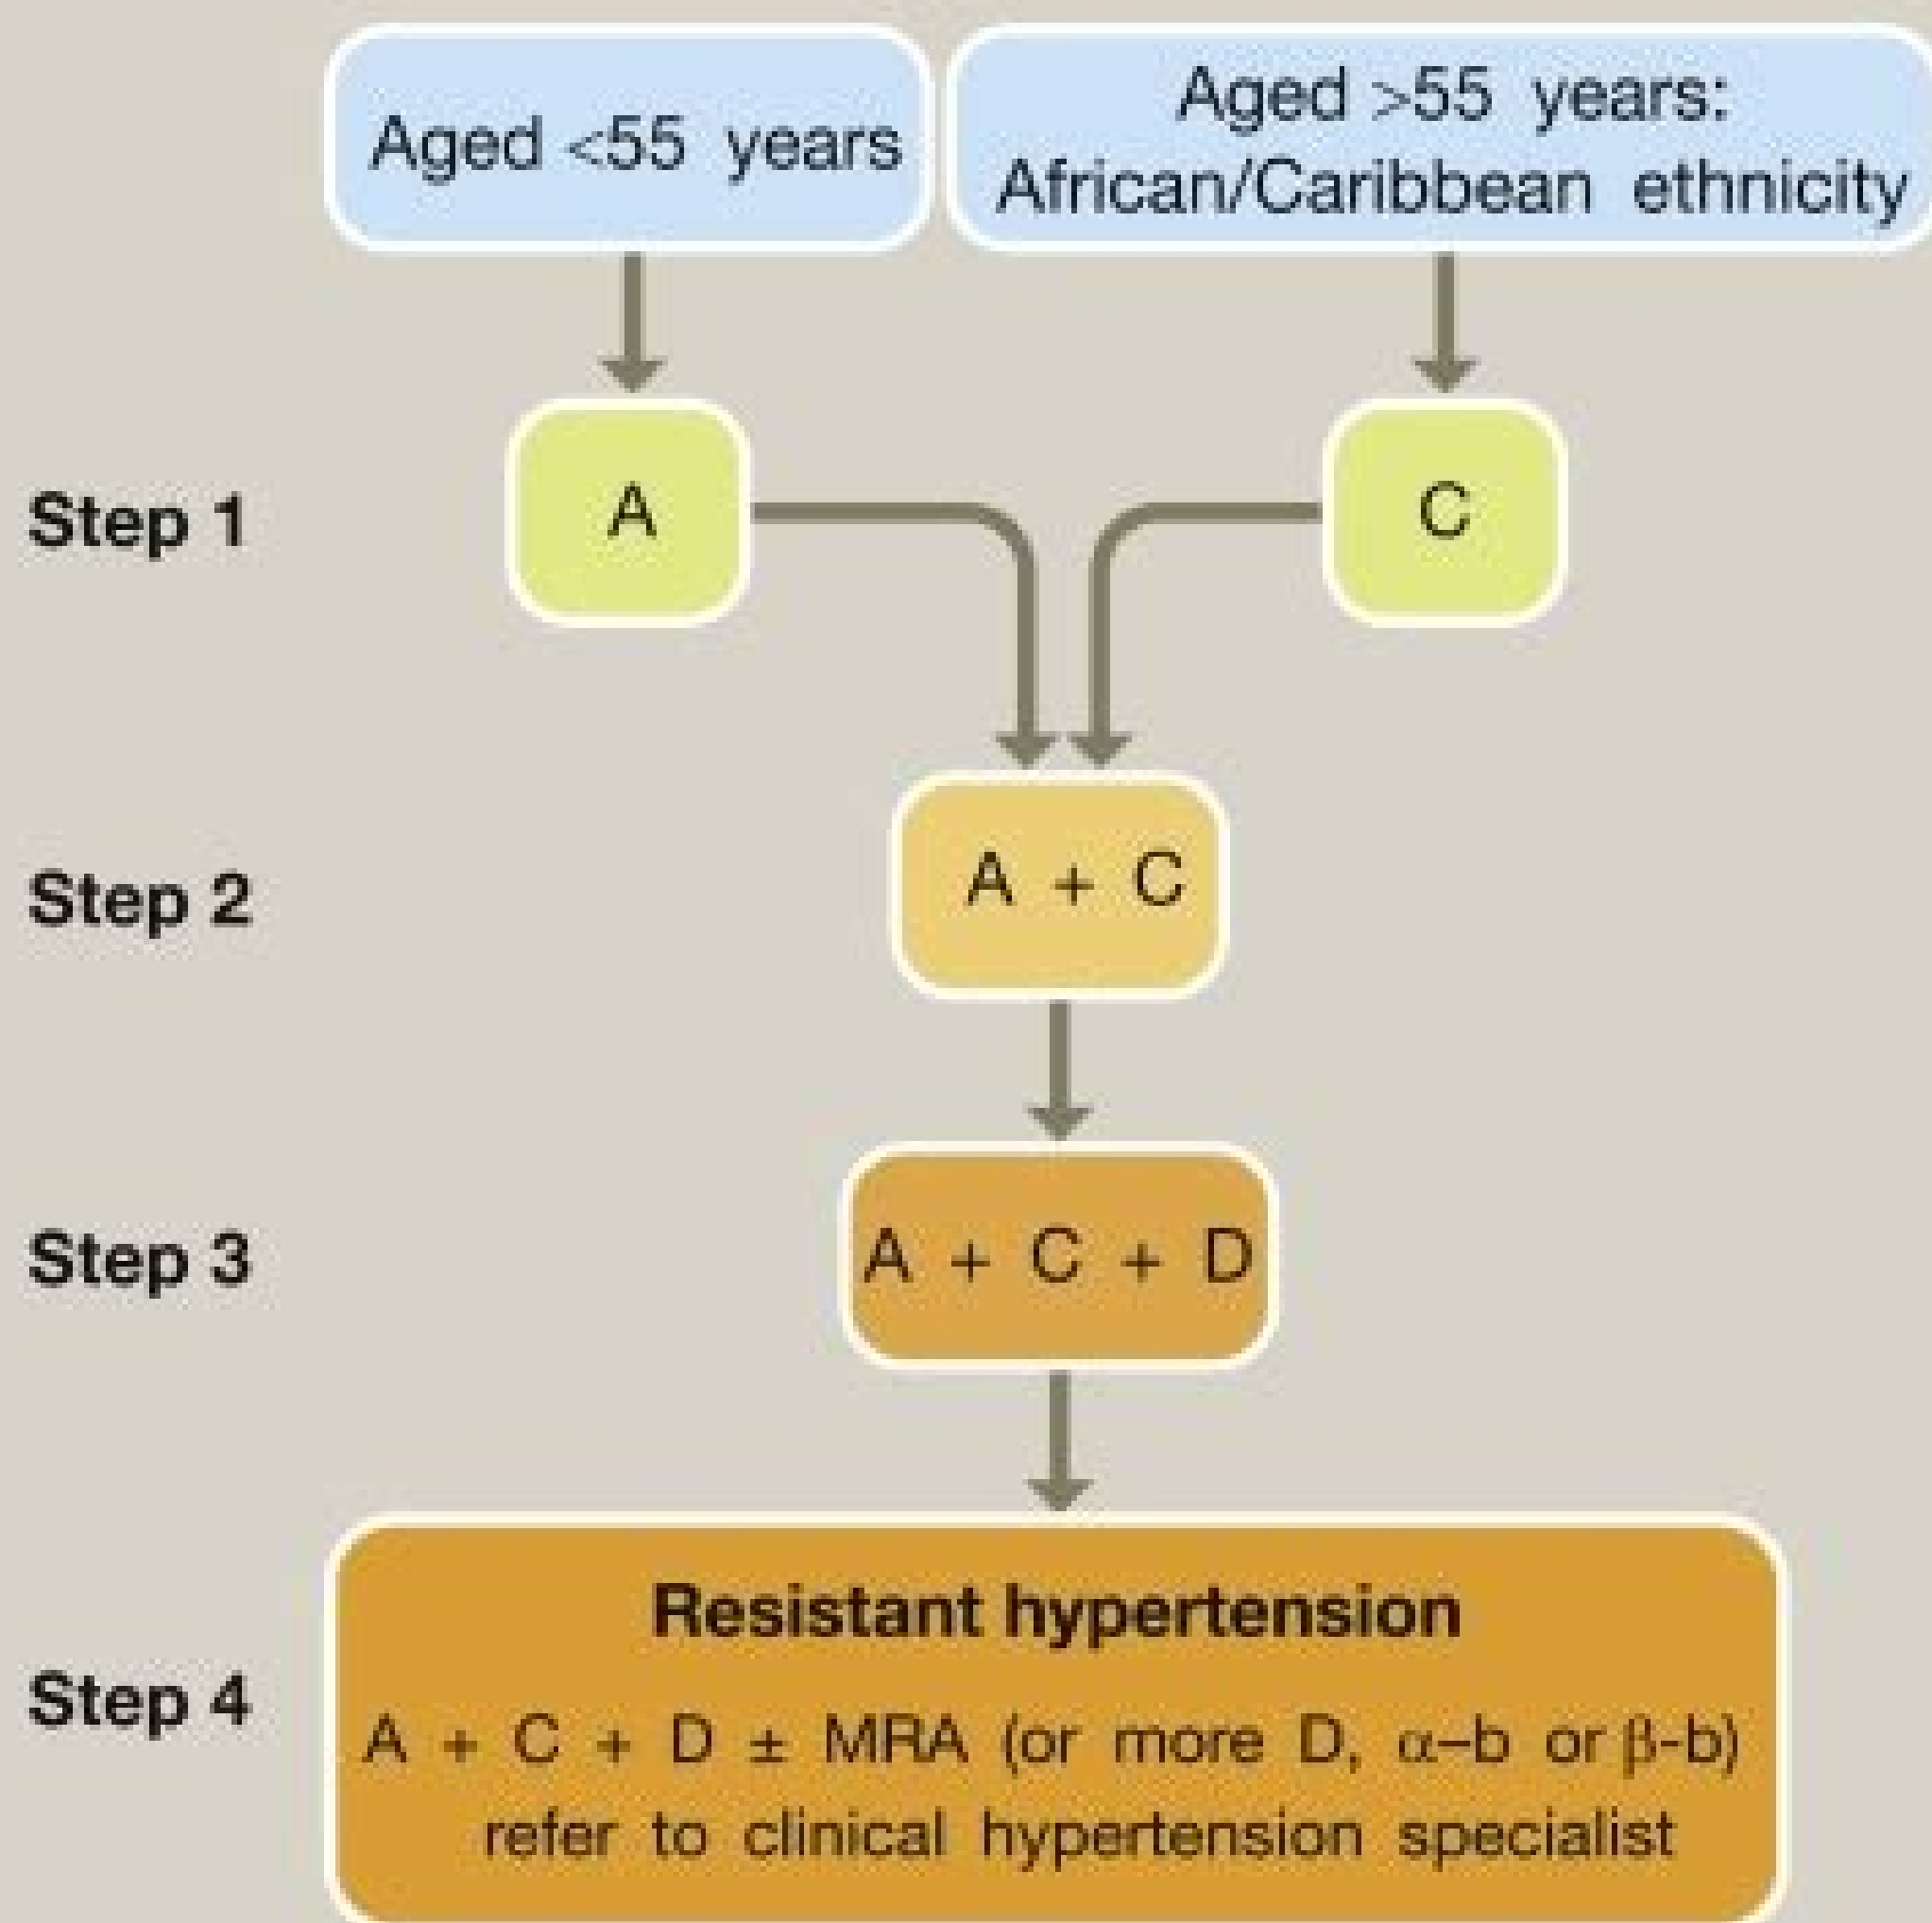 Aged <55 years
Aged >55 years:
African/Caribbean ethnicity
Step 1
A
C
Step 2
A + C
Step 3
A + C + D
Step 4
Resistant hypertension
A + C + D ± MRA (or more D, α–b or β-b)
refer to clinical hypertension specialist